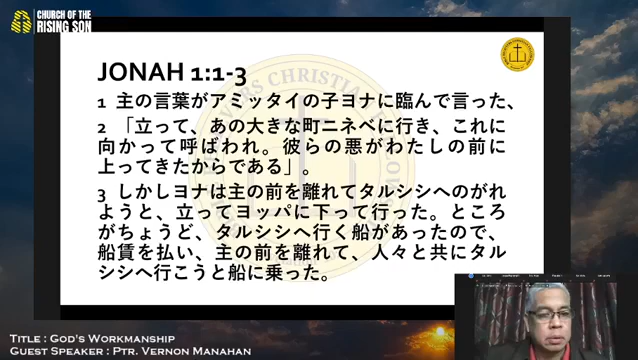 CHURCH OF THE
RISING SON
JONAH 1:1-3
1 主の言葉がアミッタイの子ヨナに臨んで言った、
2 「立って、あの大きな町ニネベに行き、これに
向かって呼ばわれ。彼らの悪がわたしの前に
上ってきたからである」。
3 しかしヨナは主の前を離れてタルシシへのがれ
ようと、立ってヨッパに下って行った。ところ
がちょうど、タルシシへ行く船があったので、
船賃を払い、主の前を離れて、人々と共にタル
シシへ行こうと船に乗った。
Title : God's Workmanship
Guest Speaker : Ptr. Vernon Manahan